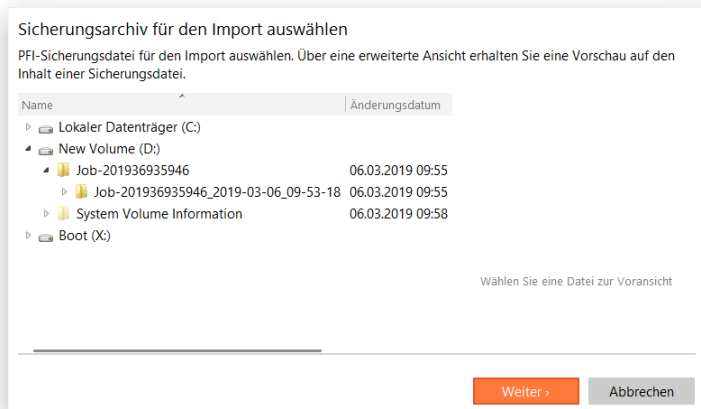 Sicherungsarchiv für den Import auswählen
PFI-Sicherungsdatei für den Import auswählen. Über eine erweiterte Ansicht erhalten Sie eine Vorschau auf den
Inhalt einer Sicherungsdatei.
Name Änderungsdatum
Lokaler Datenträger (C:)
New Volume (D:)
Job-201936935946 06.03.2019 09:55
Job-201936935946_2019-03-06_09-53-18 06.03.2019 09:55
System Volume Information 06.03.2019 09:58
Boot (X:)
Wählen Sie eine Datei zur Voransicht
Weiter › Abbrechen